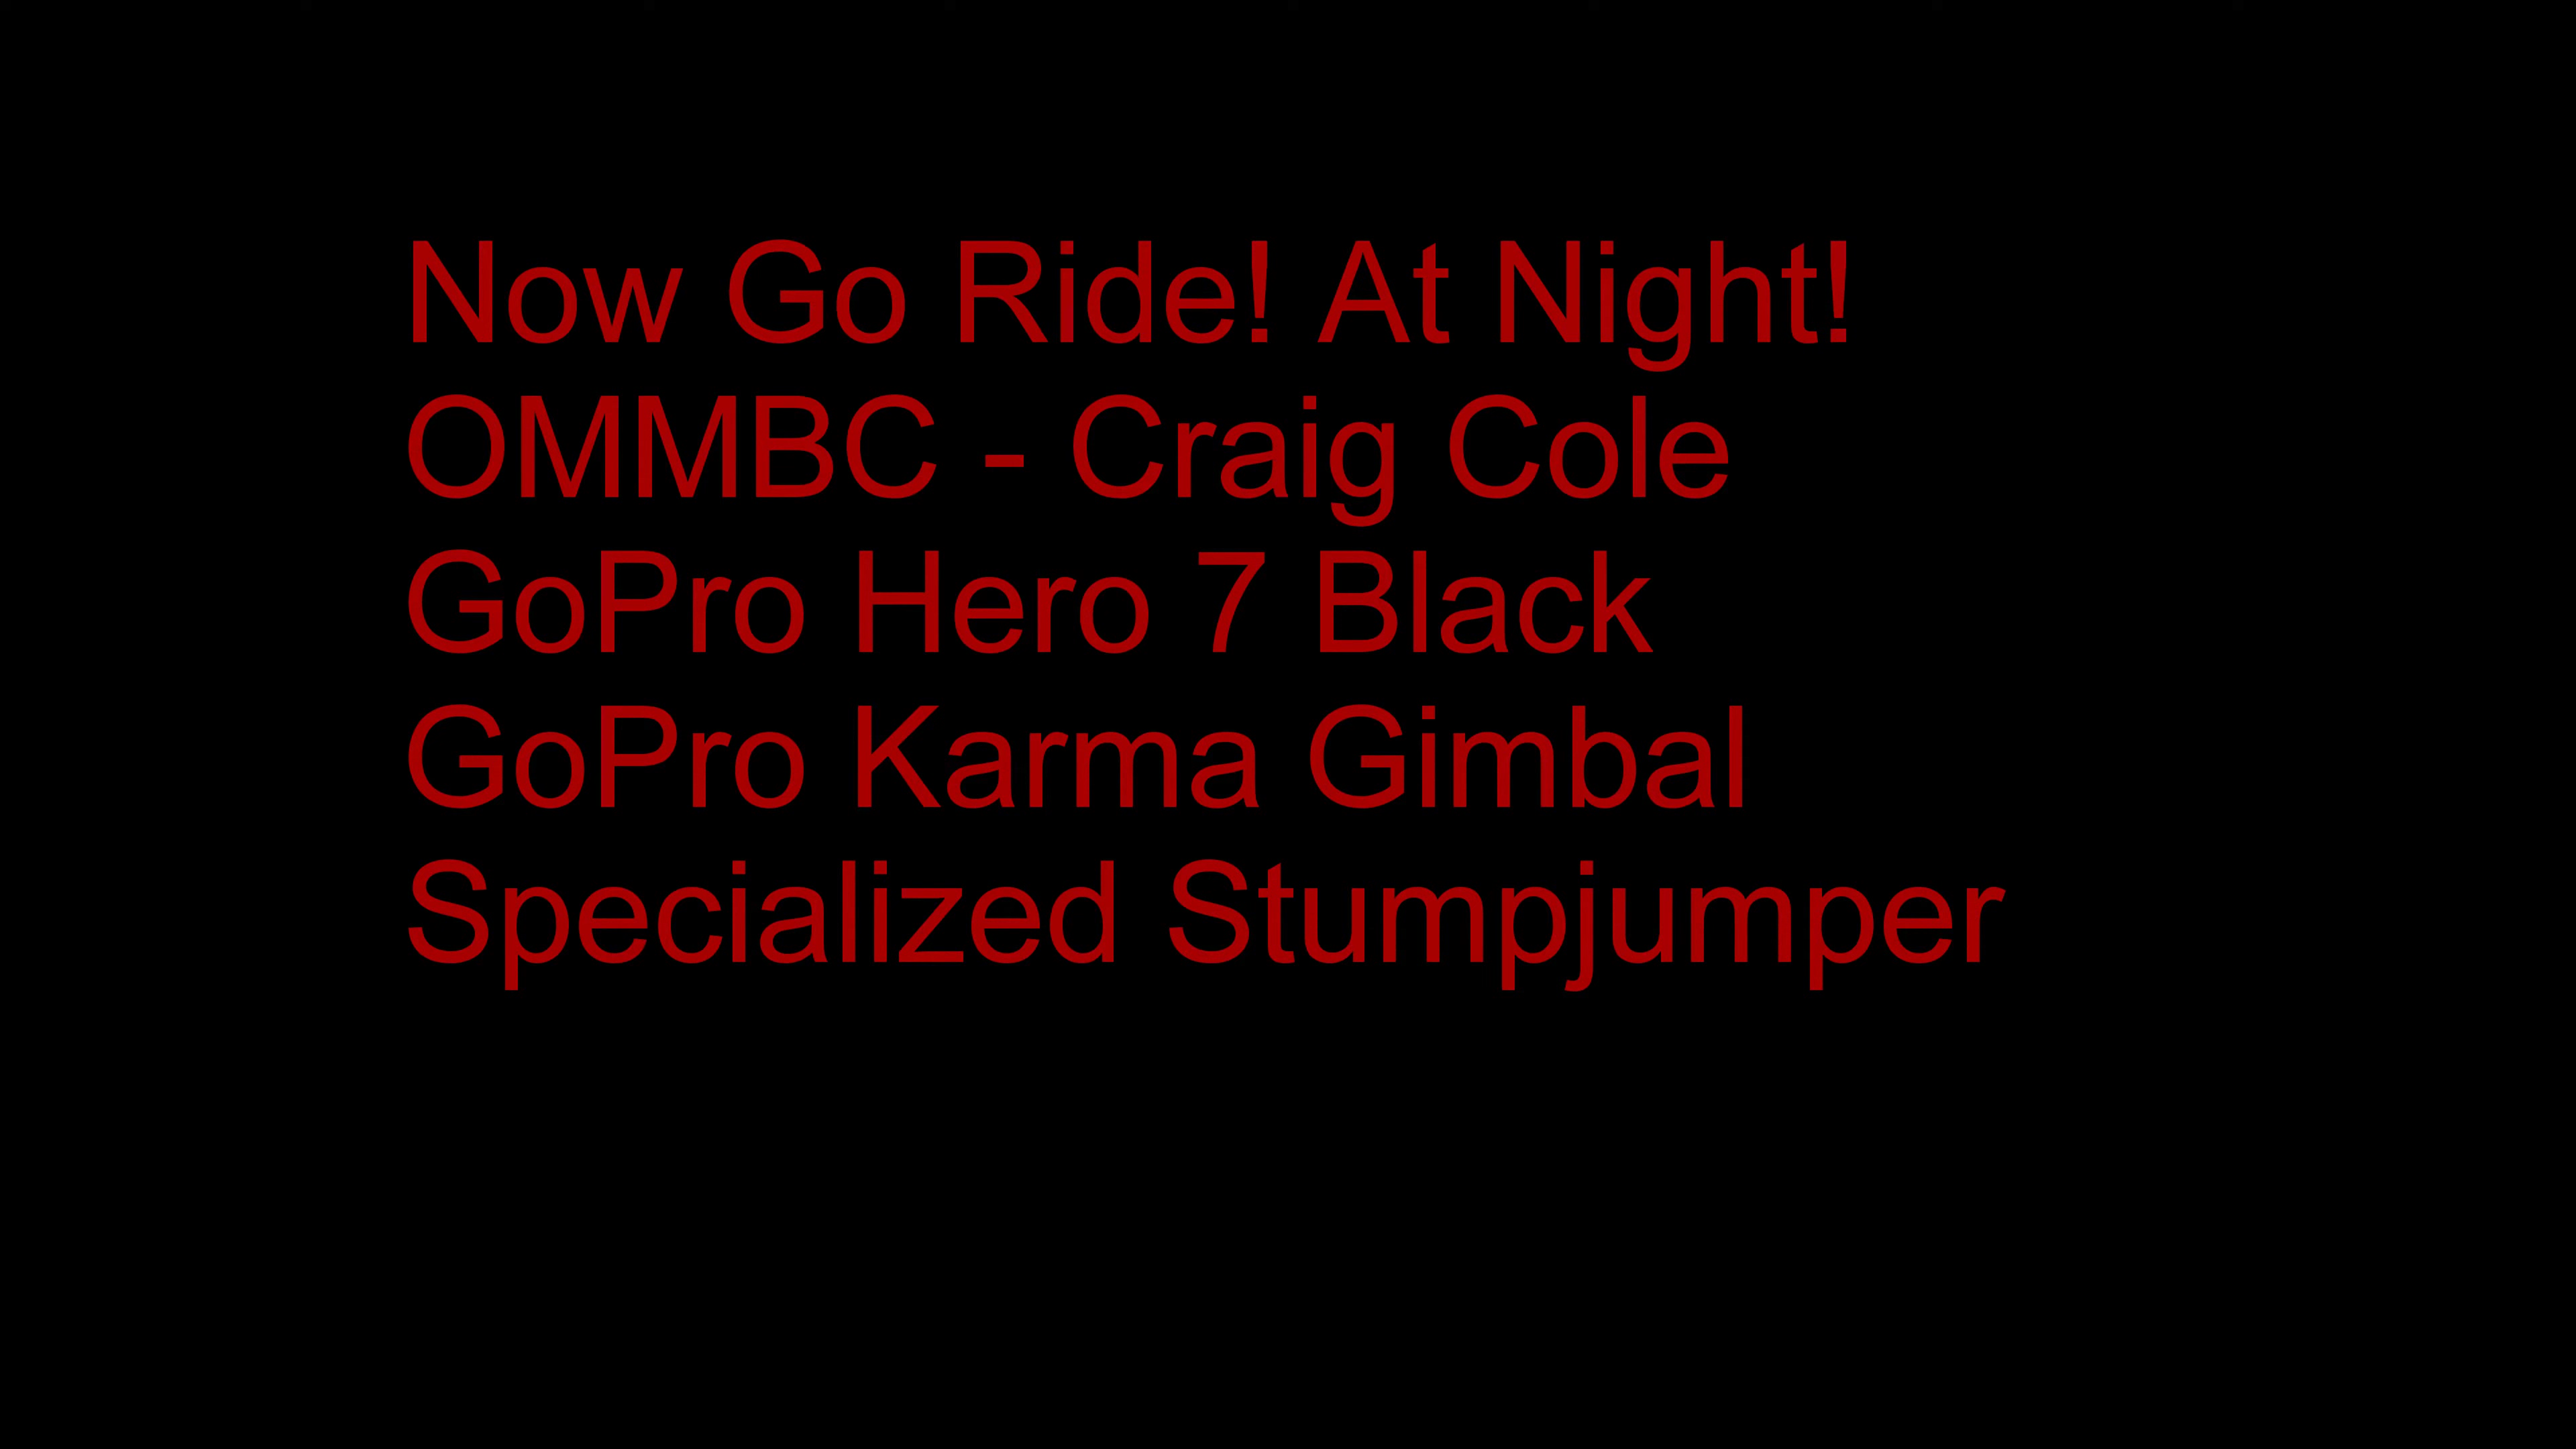 Now Go Ride! At Night!
OMMBC - Craig Cole
GoPro Hero 7 Black
GoPro Karma Gimbal
Specialized Stumpjumper